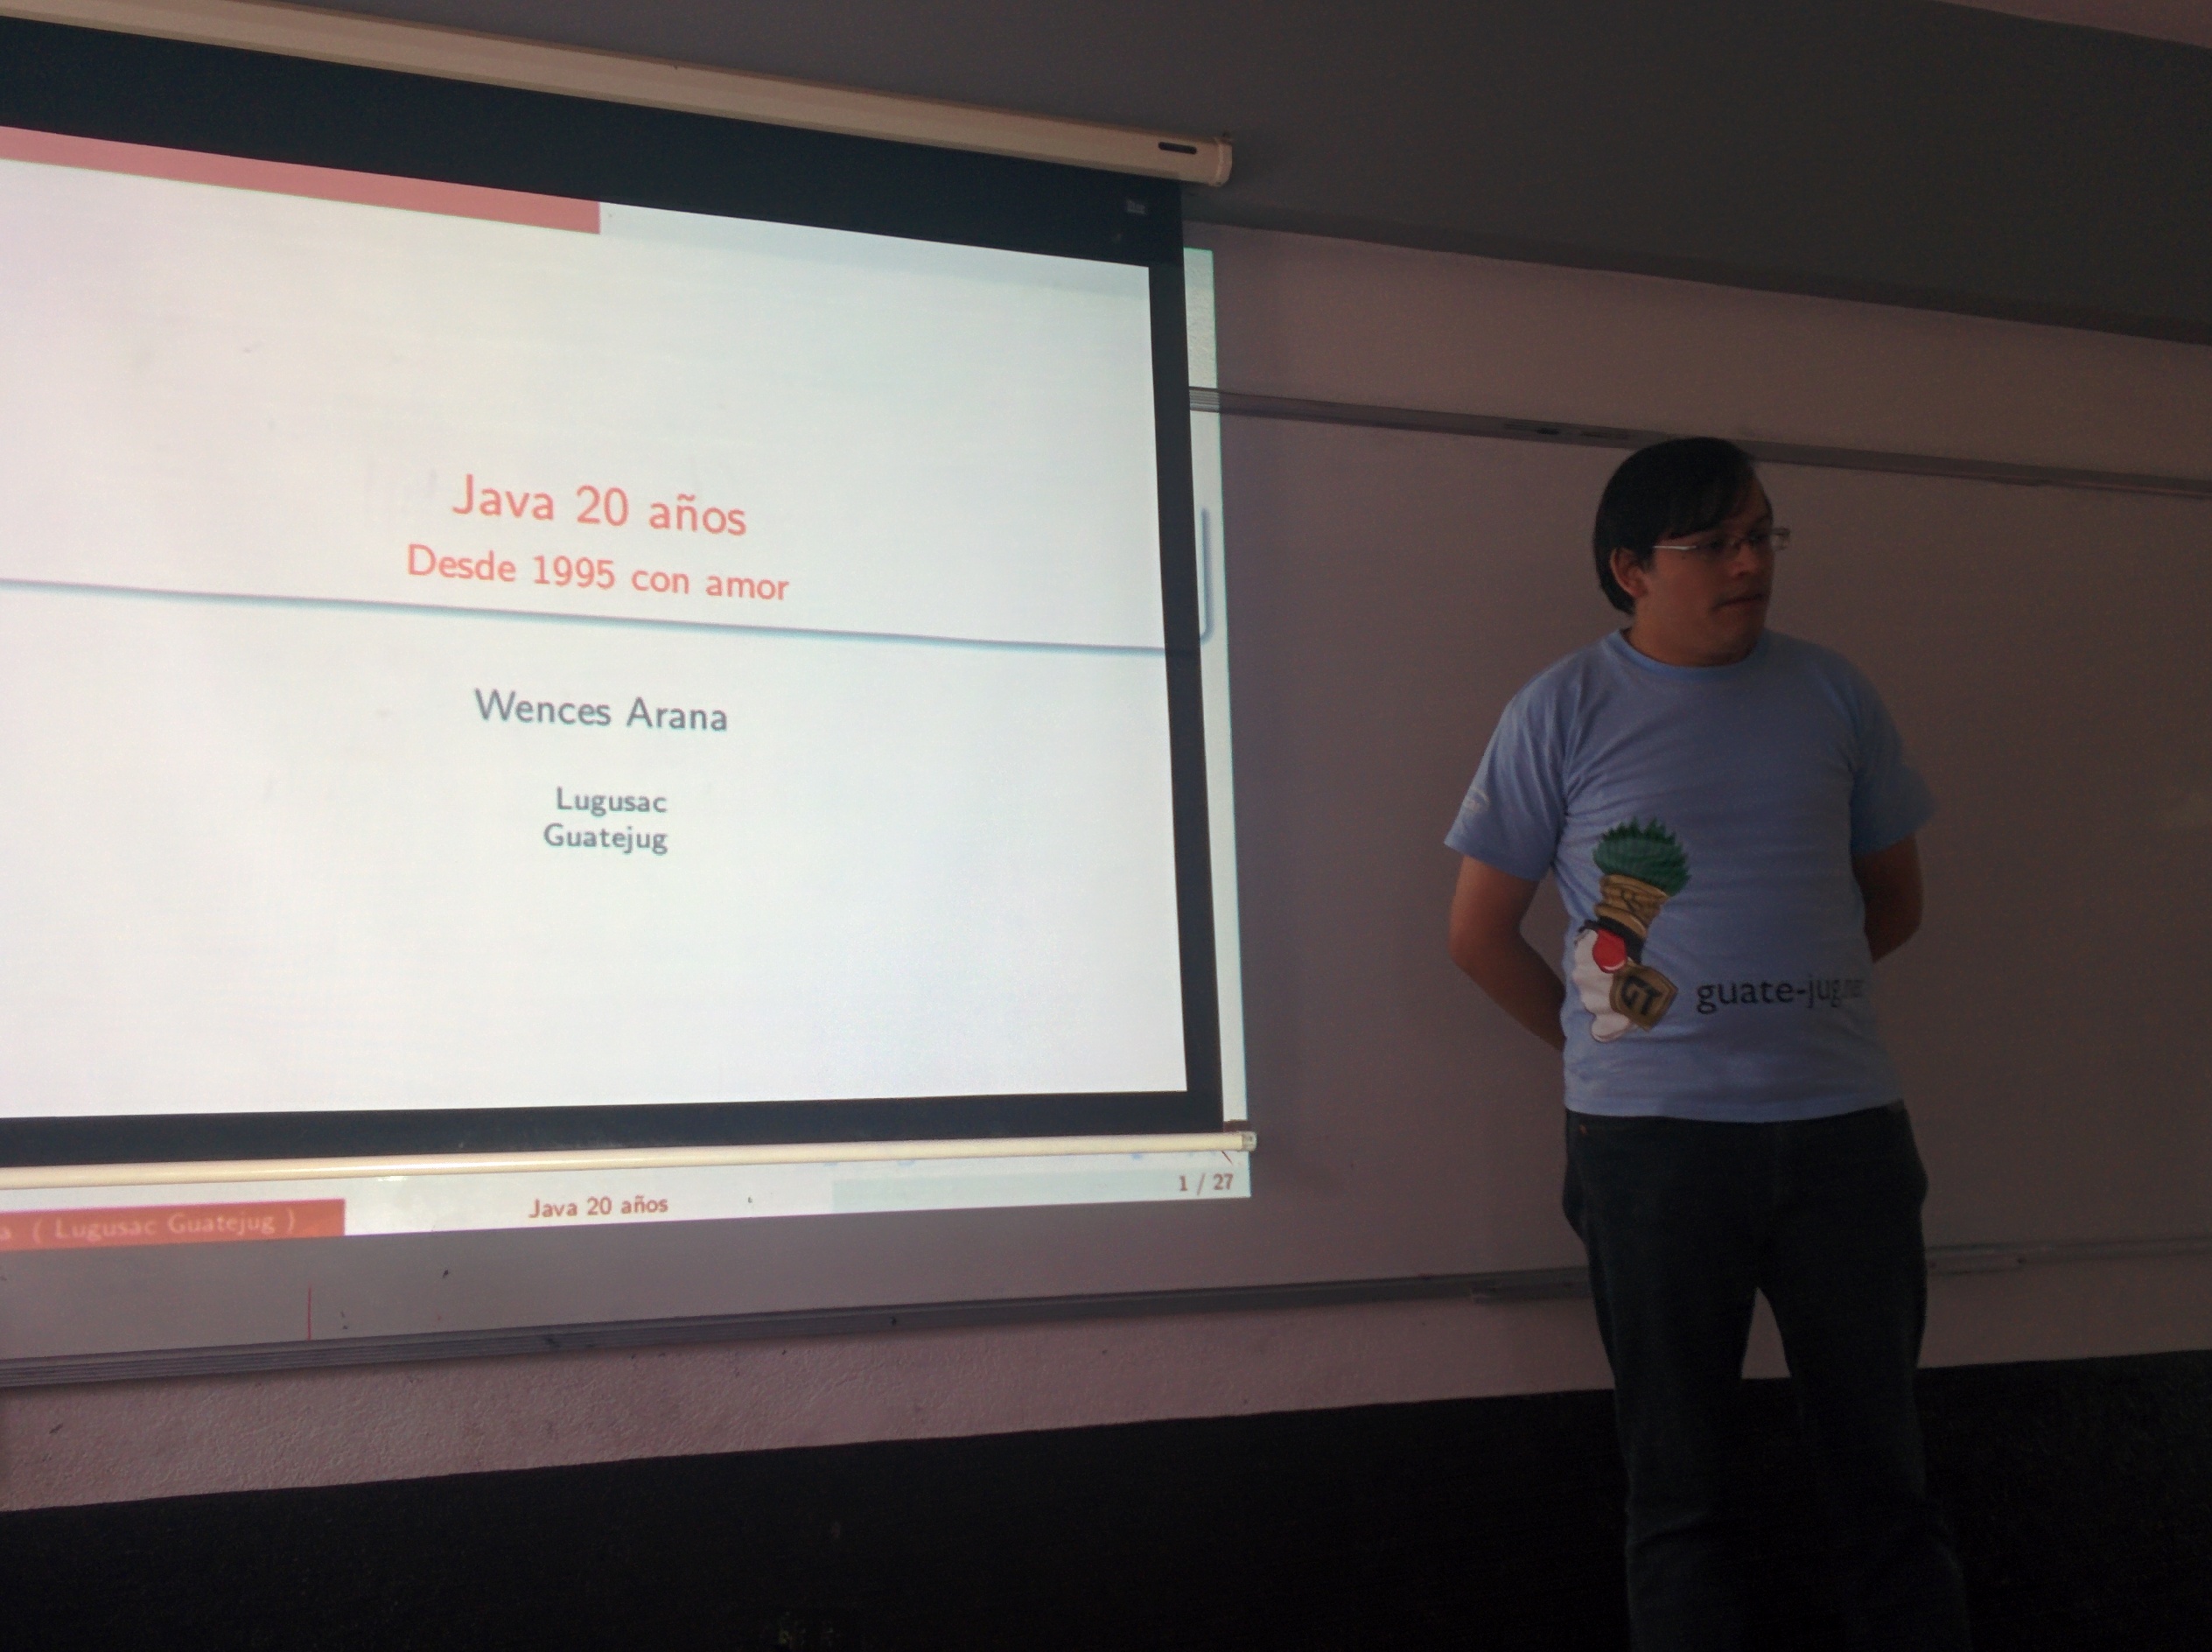 Java 20 años
Desde 1995 con amor
Wences Arana
Lugusac
Guatejug
a ( Lugusac Guatejug )
Java 20 años
1 / 27
GT
guate-jug